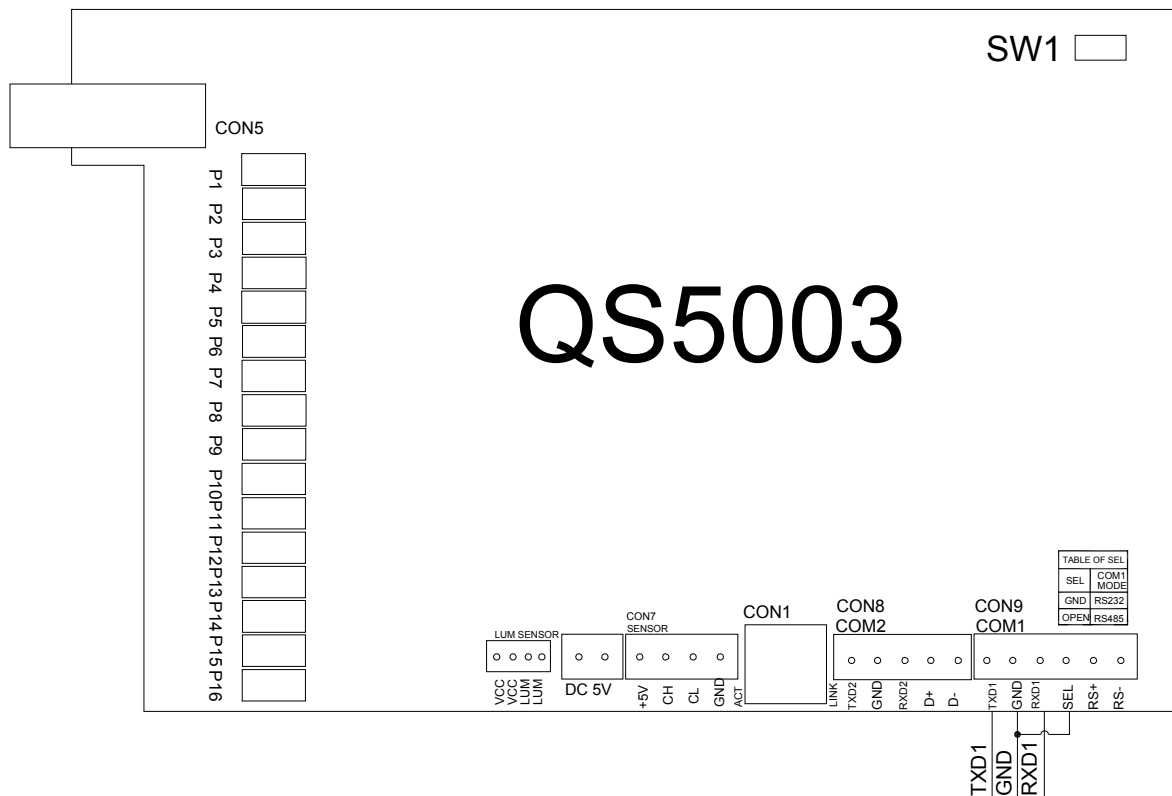 SW1
CON5
P1
P2
P3
P4
P5
P6
P7
P8
P9
P10
P11
P12
P13
P14
P15
P16
QS5003
TABLE OF SEL
SEL COM1 MODE
GND RS232
OPEN RS485
LUM SENSOR
VCC
VCC
LUM
LUM
DC 5V
CON7
SENSOR
+5V
CH
CL
GND
CON1
ACT
LINK
CON8
COM2
TXD2
GND
RXD2
D+
D-
CON9
COM1
TXD1
GND
RXD1
SEL
RS+
RS-
TXD1
GND
RXD1